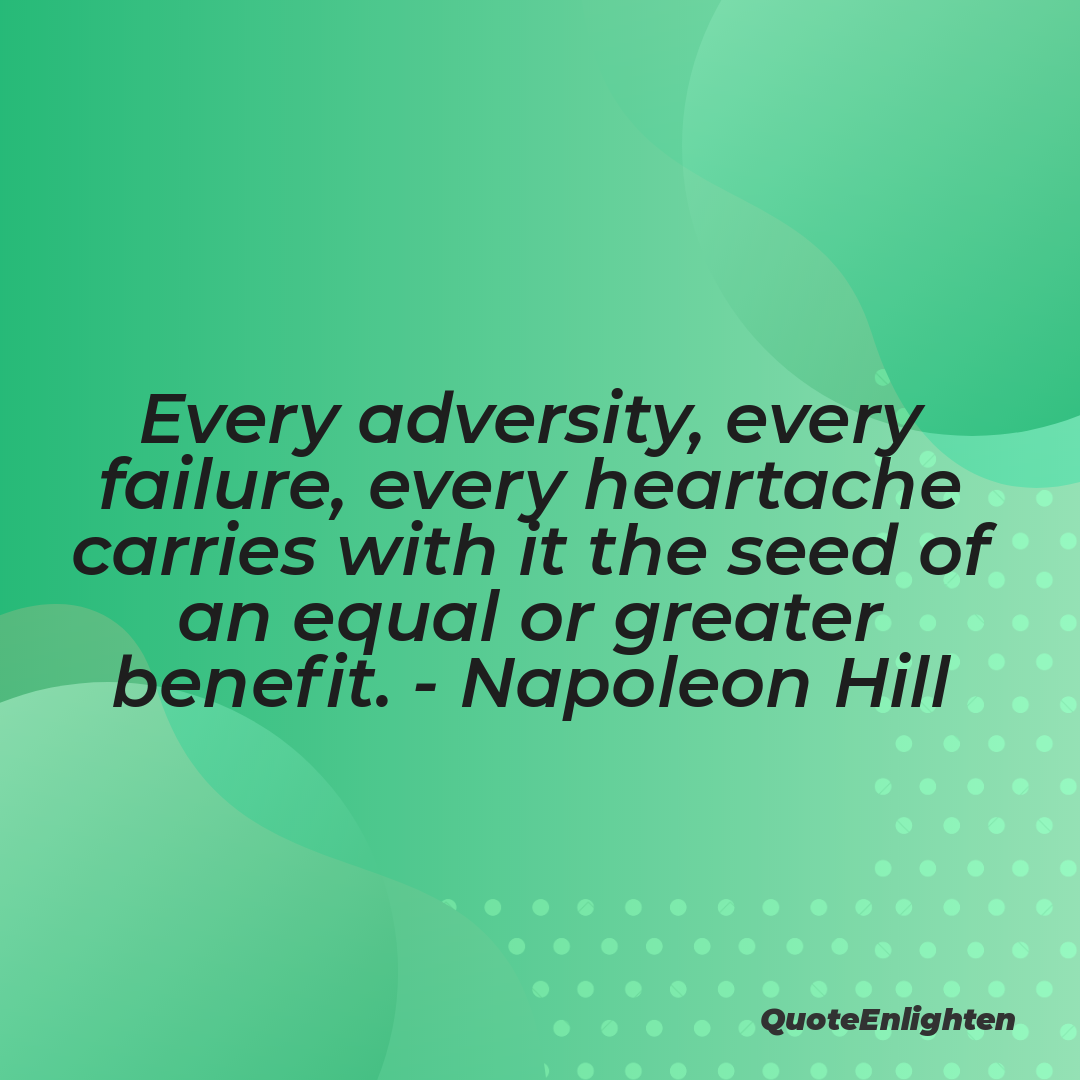 Every adversity, every
failure, every heartache
carries with it the seed of
an equal or greater
benefit. - Napoleon Hill
QuoteEnlighten